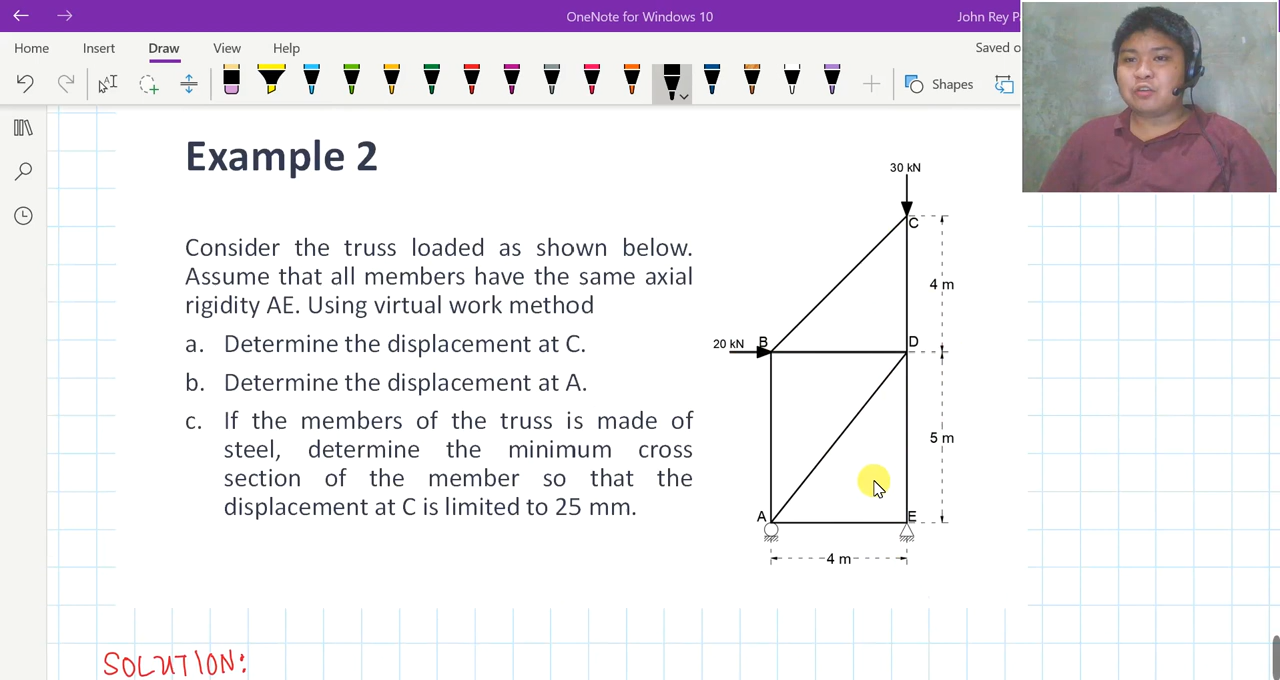 OneNote for Windows 10
John Rey P
Home Insert Draw View Help
Saved o
Shapes
Example 2
Consider the truss loaded as shown below.
Assume that all members have the same axial
rigidity AE. Using virtual work method
a. Determine the displacement at C.
b. Determine the displacement at A.
c. If the members of the truss is made of
steel, determine the minimum cross
section of the member so that the
displacement at C is limited to 25 mm.
30 kN
C
4 m
20 kN
B
D
5 m
A
E
4 m
SOLUTION: